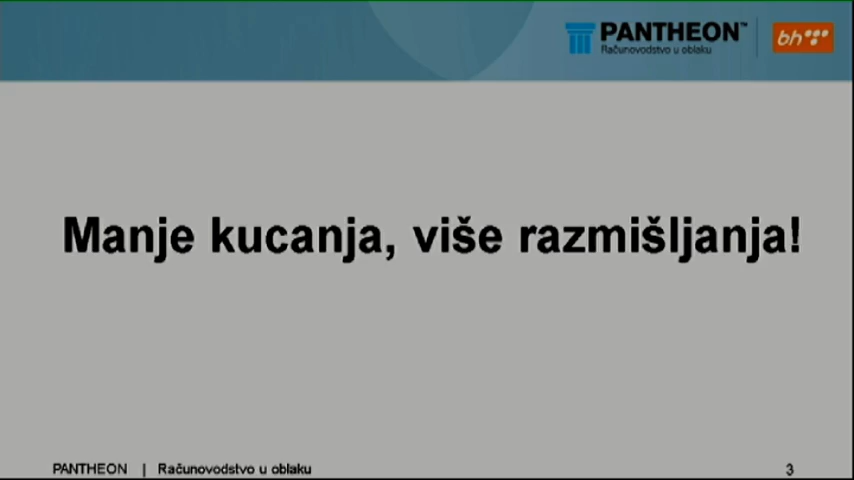 PANTHEON™
Računovodstvo u oblaku
bh
Manje kucanja, više razmišljanja!
PANTHEON | Računovodstvo u oblaku
3